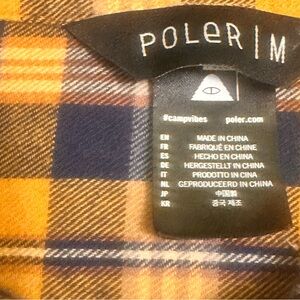 POLeR | M
#campvibes poler.com
EN MADE IN CHINA
FR FABRIQUÉ EN CHINE
ES HECHO EN CHINA
DE HERGESTELLT IN CHINA
IT PRODOTTO IN CINA
NL GEPRODUCEERD IN CHINA
JP 中国製
KR 중국 제조